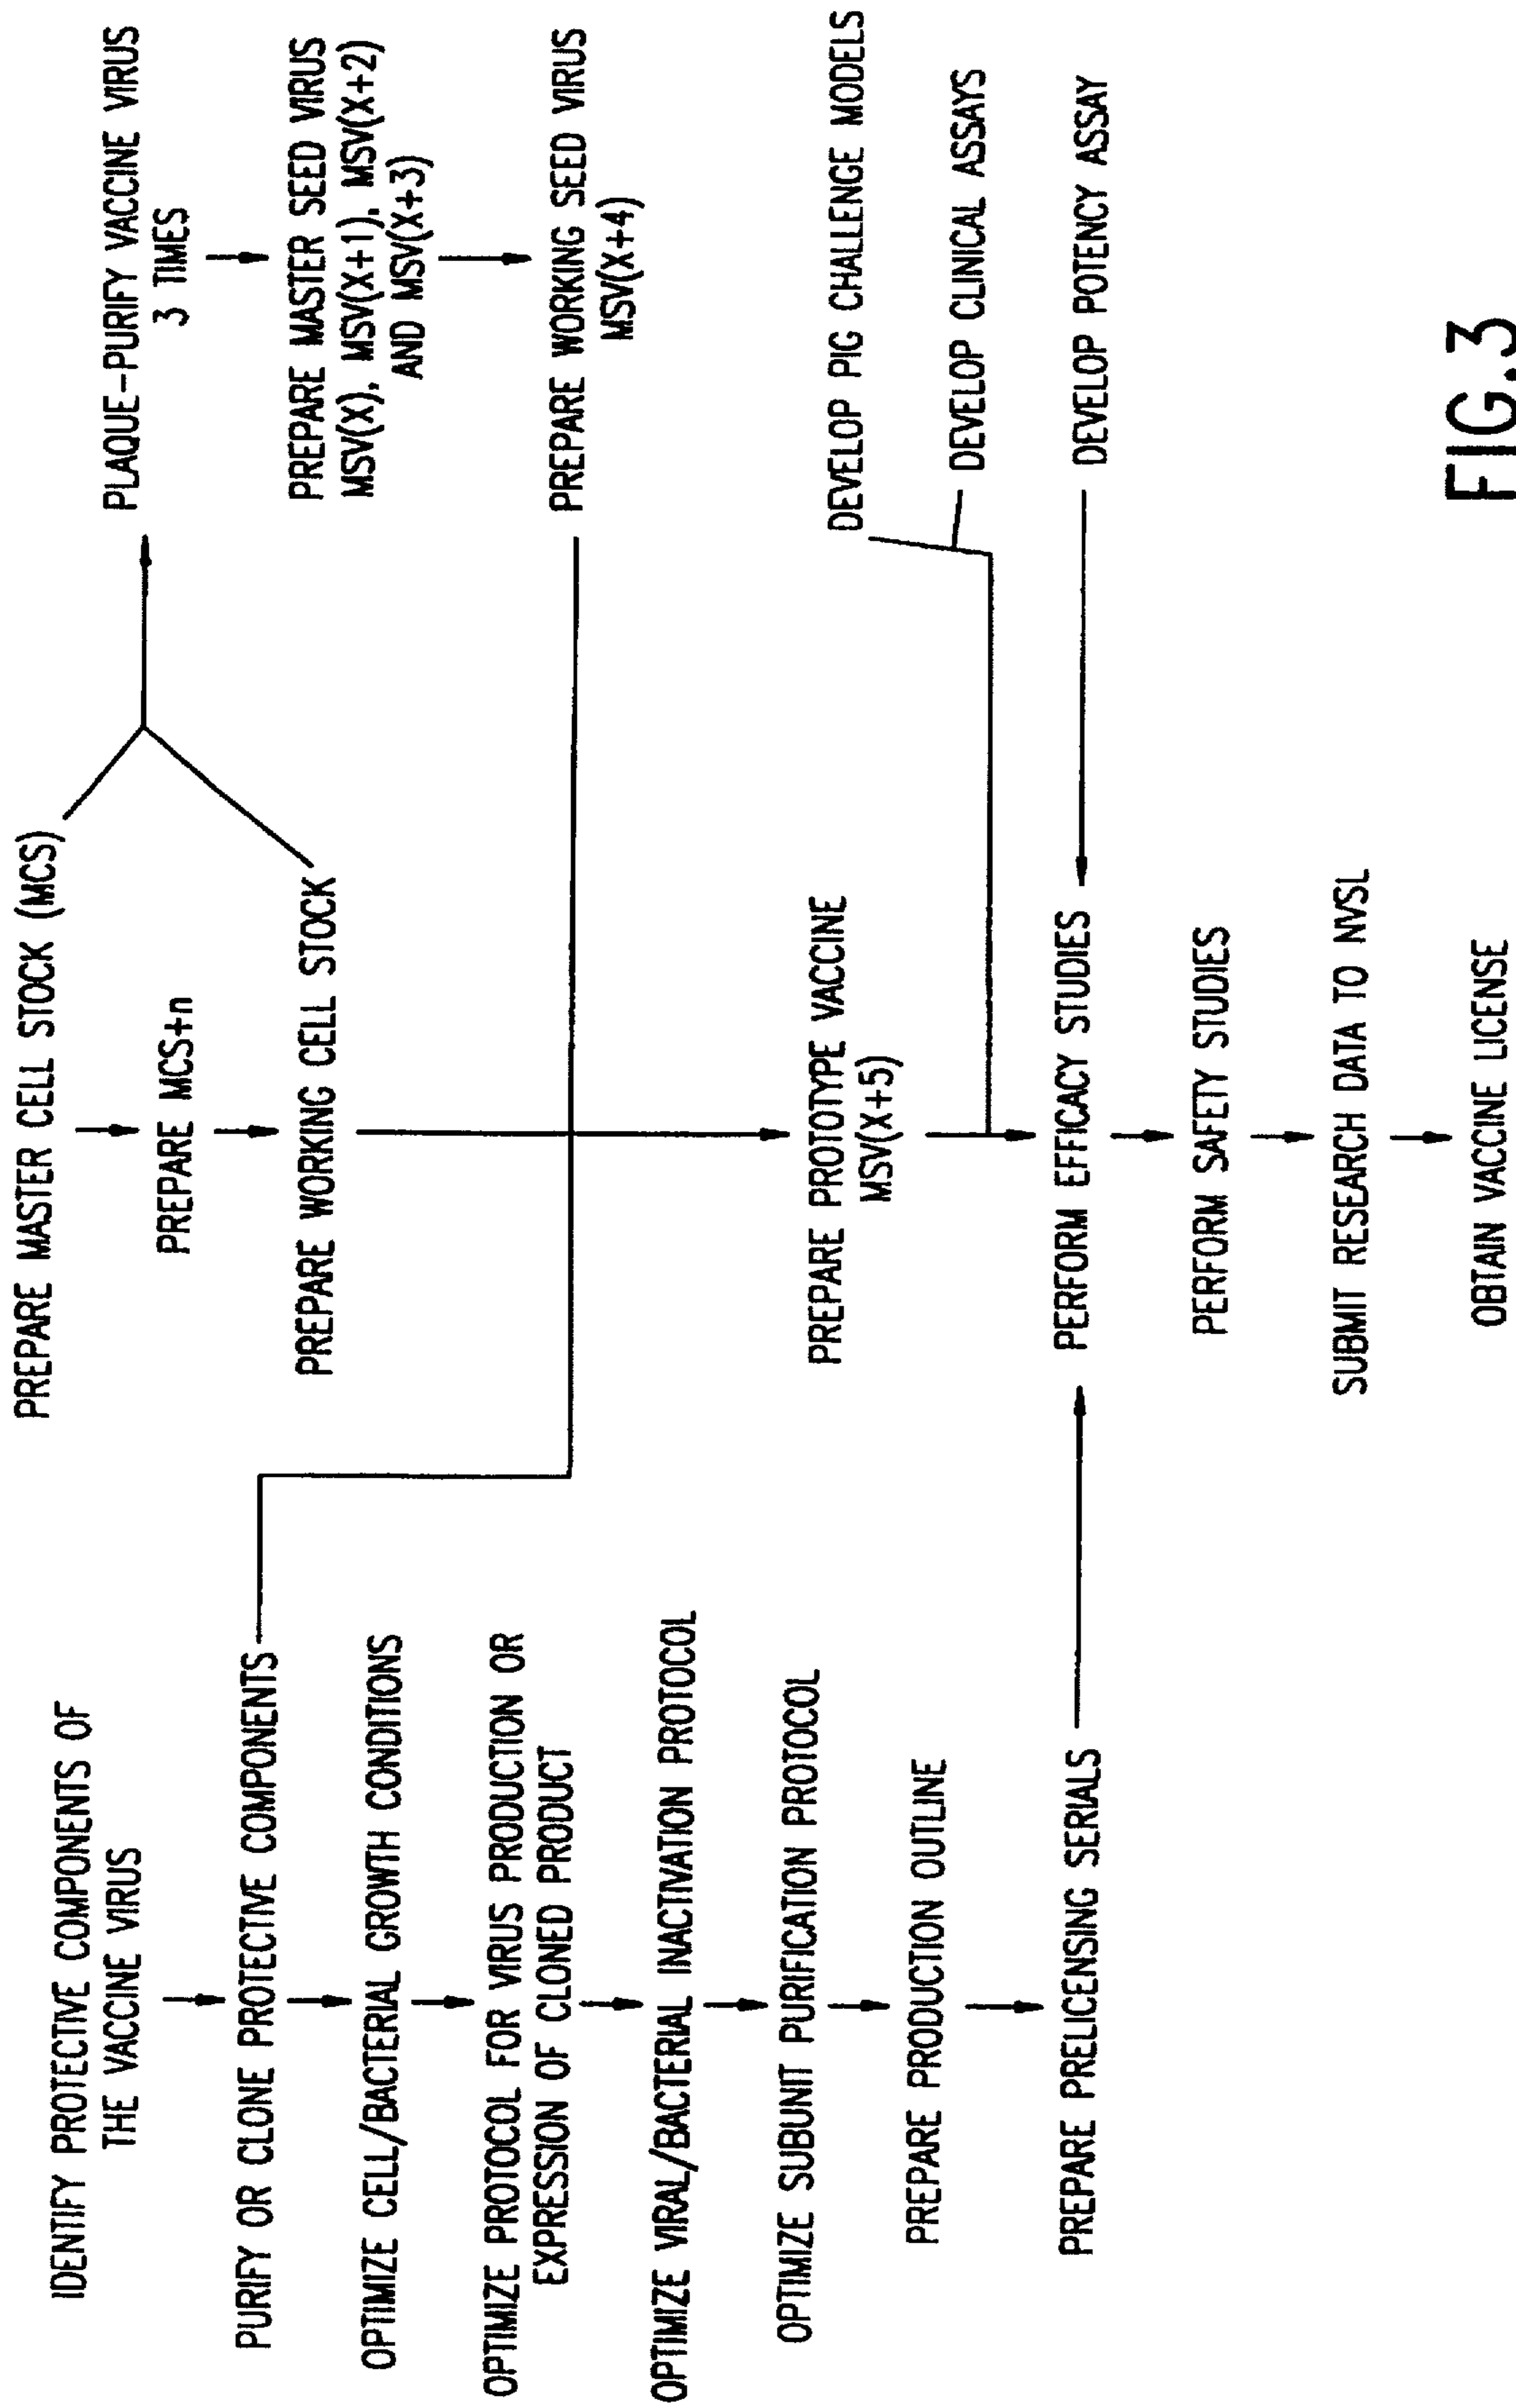 IDENTIFY PROTECTIVE COMPONENTS OF
THE VACCINE VIRUS
PURIFY OR CLONE PROTECTIVE COMPONENTS
OPTIMIZE CELL/BACTERIAL GROWTH CONDITIONS
OPTIMIZE PROTOCOL FOR VIRUS PRODUCTION OR
EXPRESSION OF CLONED PRODUCT
OPTIMIZE VIRAL/BACTERIAL INACTIVATION PROTOCOL
OPTIMIZE SUBUNIT PURIFICATION PROTOCOL
PREPARE PRODUCTION OUTLINE
PREPARE PRELICENSING SERIALS
PREPARE MASTER CELL STOCK (MCS)
PREPARE MCS+n
PREPARE WORKING CELL STOCK
PREPARE PROTOTYPE VACCINE
MSV(X+5)
PERFORM EFFICACY STUDIES
PERFORM SAFETY STUDIES
SUBMIT RESEARCH DATA TO NVSL
OBTAIN VACCINE LICENSE
PLAQUE-PURIFY VACCINE VIRUS
3 TIMES
PREPARE MASTER SEED VIRUS
MSV(X), MSV(X+1), MSV(X+2)
AND MSV(X+3)
PREPARE WORKING SEED VIRUS
MSV(X+4)
DEVELOP PIG CHALLENGE MODELS
DEVELOP CLINICAL ASSAYS
DEVELOP POTENCY ASSAY
FIG.3